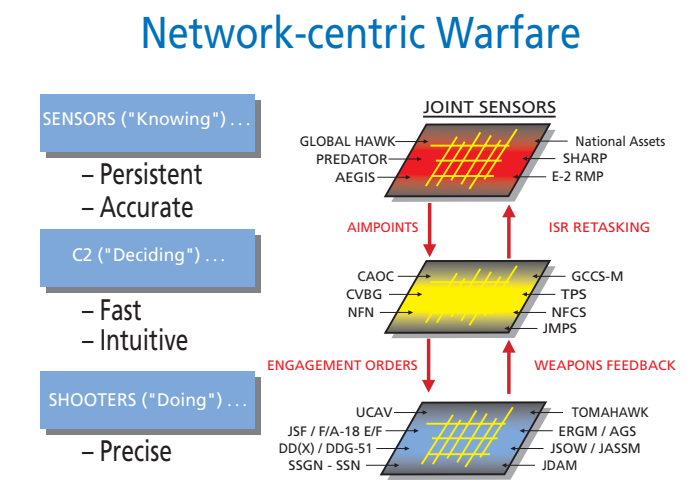 Network-centric Warfare
SENSORS ("Knowing") . . .
– Persistent
– Accurate
C2 ("Deciding") . . .
– Fast
– Intuitive
SHOOTERS ("Doing") . . .
– Precise
JOINT SENSORS
GLOBAL HAWK
PREDATOR
AEGIS
National Assets
SHARP
E-2 RMP
AIMPOINTS
ISR RETASKING
CAOC
CVBG
NFN
GCCS-M
TPS
NFCS
JMPS
ENGAGEMENT ORDERS
WEAPONS FEEDBACK
UCAV
JSF / F/A-18 E/F
DD(X) / DDG-51
SSGN - SSN
TOMAHAWK
ERGM / AGS
JSOW / JASSM
JDAM